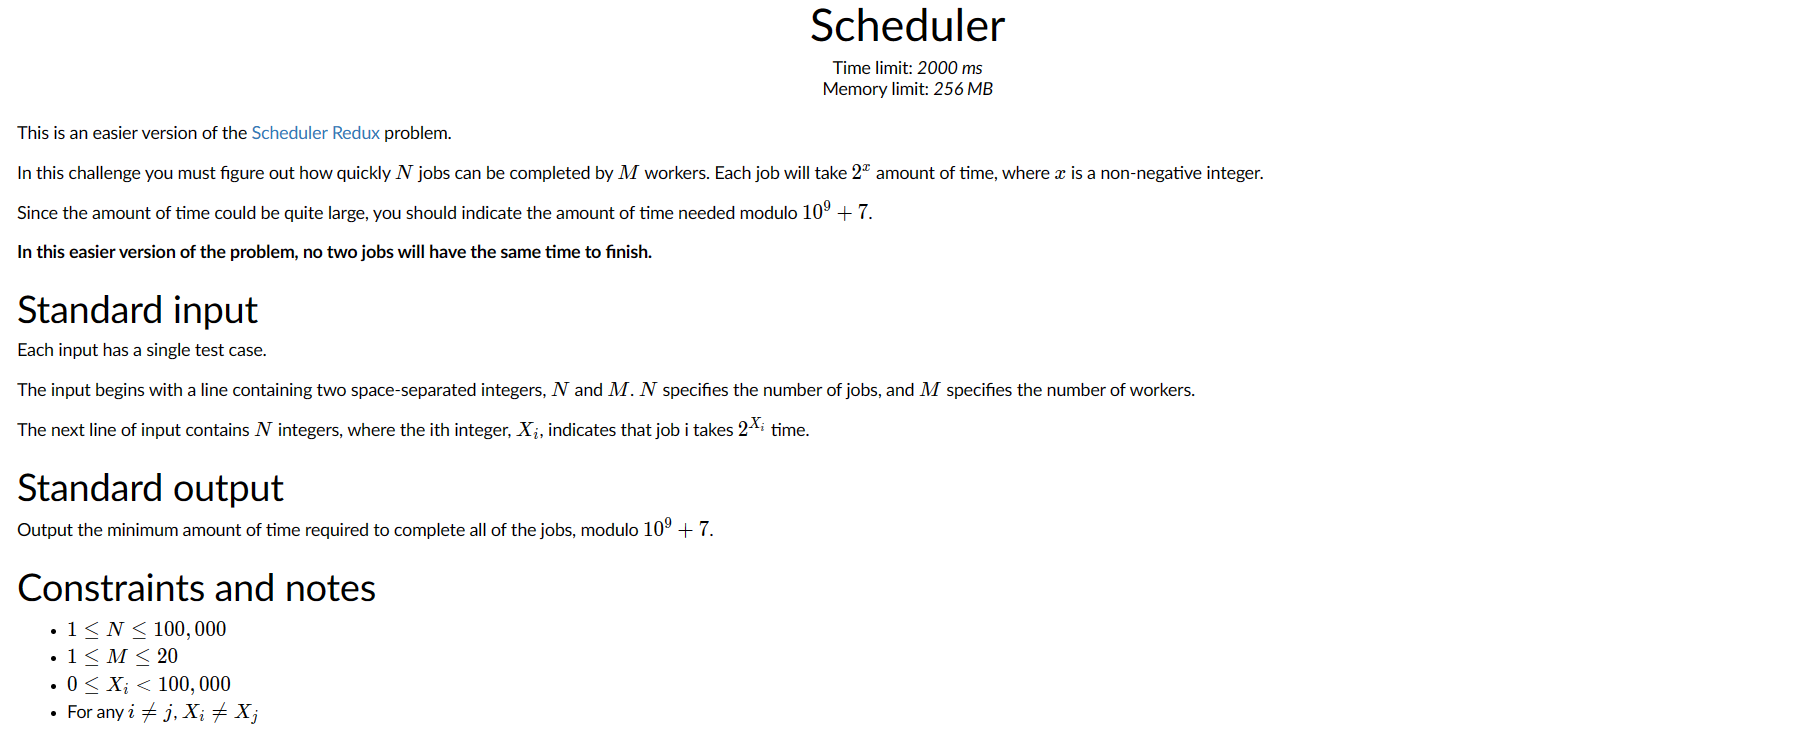 Scheduler
Time limit: 2000 ms
Memory limit: 256 MB
This is an easier version of the Scheduler Redux problem.
In this challenge you must figure out how quickly N jobs can be completed by M workers. Each job will take 2^x amount of time, where x is a non-negative integer.
Since the amount of time could be quite large, you should indicate the amount of time needed modulo 10^9 + 7.
In this easier version of the problem, no two jobs will have the same time to finish.
Standard input
Each input has a single test case.
The input begins with a line containing two space-separated integers, N and M. N specifies the number of jobs, and M specifies the number of workers.
The next line of input contains N integers, where the ith integer, X_i, indicates that job i takes 2^{X_i} time.
Standard output
Output the minimum amount of time required to complete all of the jobs, modulo 10^9 + 7.
Constraints and notes
• 1 ≤ N ≤ 100,000
• 1 ≤ M ≤ 20
• 0 ≤ X_i < 100,000
• For any i ≠ j, X_i ≠ X_j